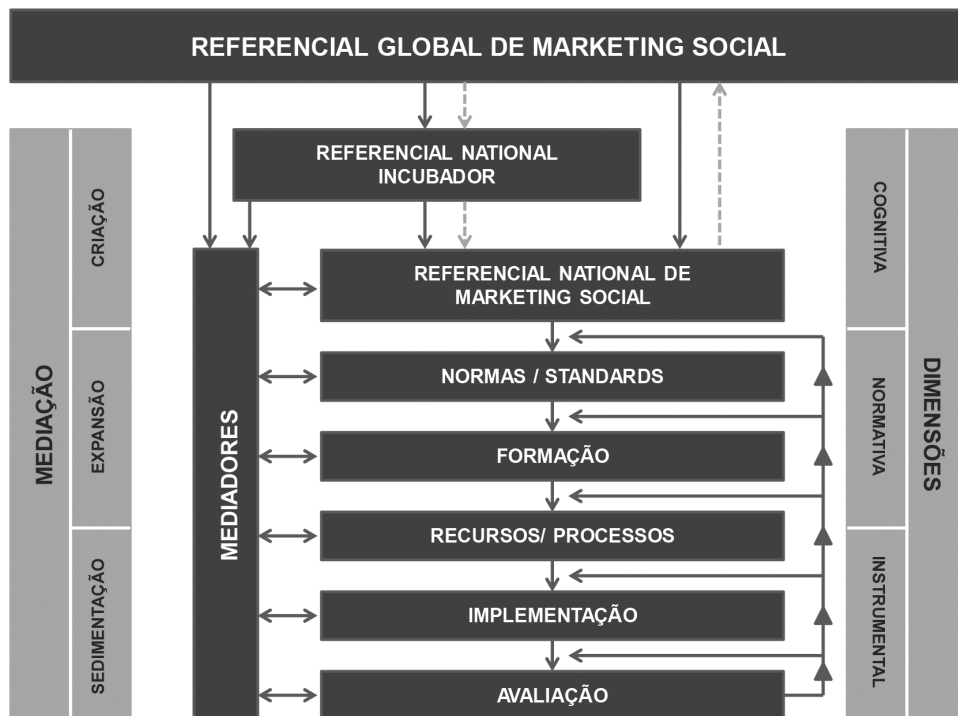 REFERENCIAL GLOBAL DE MARKETING SOCIAL
REFERENCIAL NATIONAL
INCUBADOR
REFERENCIAL NATIONAL DE
MARKETING SOCIAL
NORMAS / STANDARDS
FORMAÇÃO
RECURSOS/ PROCESSOS
IMPLEMENTAÇÃO
AVALIAÇÃO
MEDIADORES
MEDIAÇÃO
CRIAÇÃO
EXPANSÃO
SEDIMENTAÇÃO
COGNITIVA
NORMATIVA
INSTRUMENTAL
DIMENSÕES